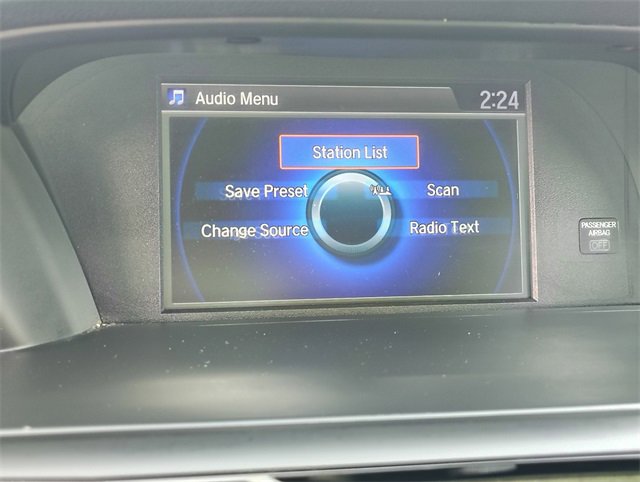 Audio Menu
2:24
Station List
Save Preset
Scan
Change Source
Radio Text
PASSENGER
AIRBAG
OFF